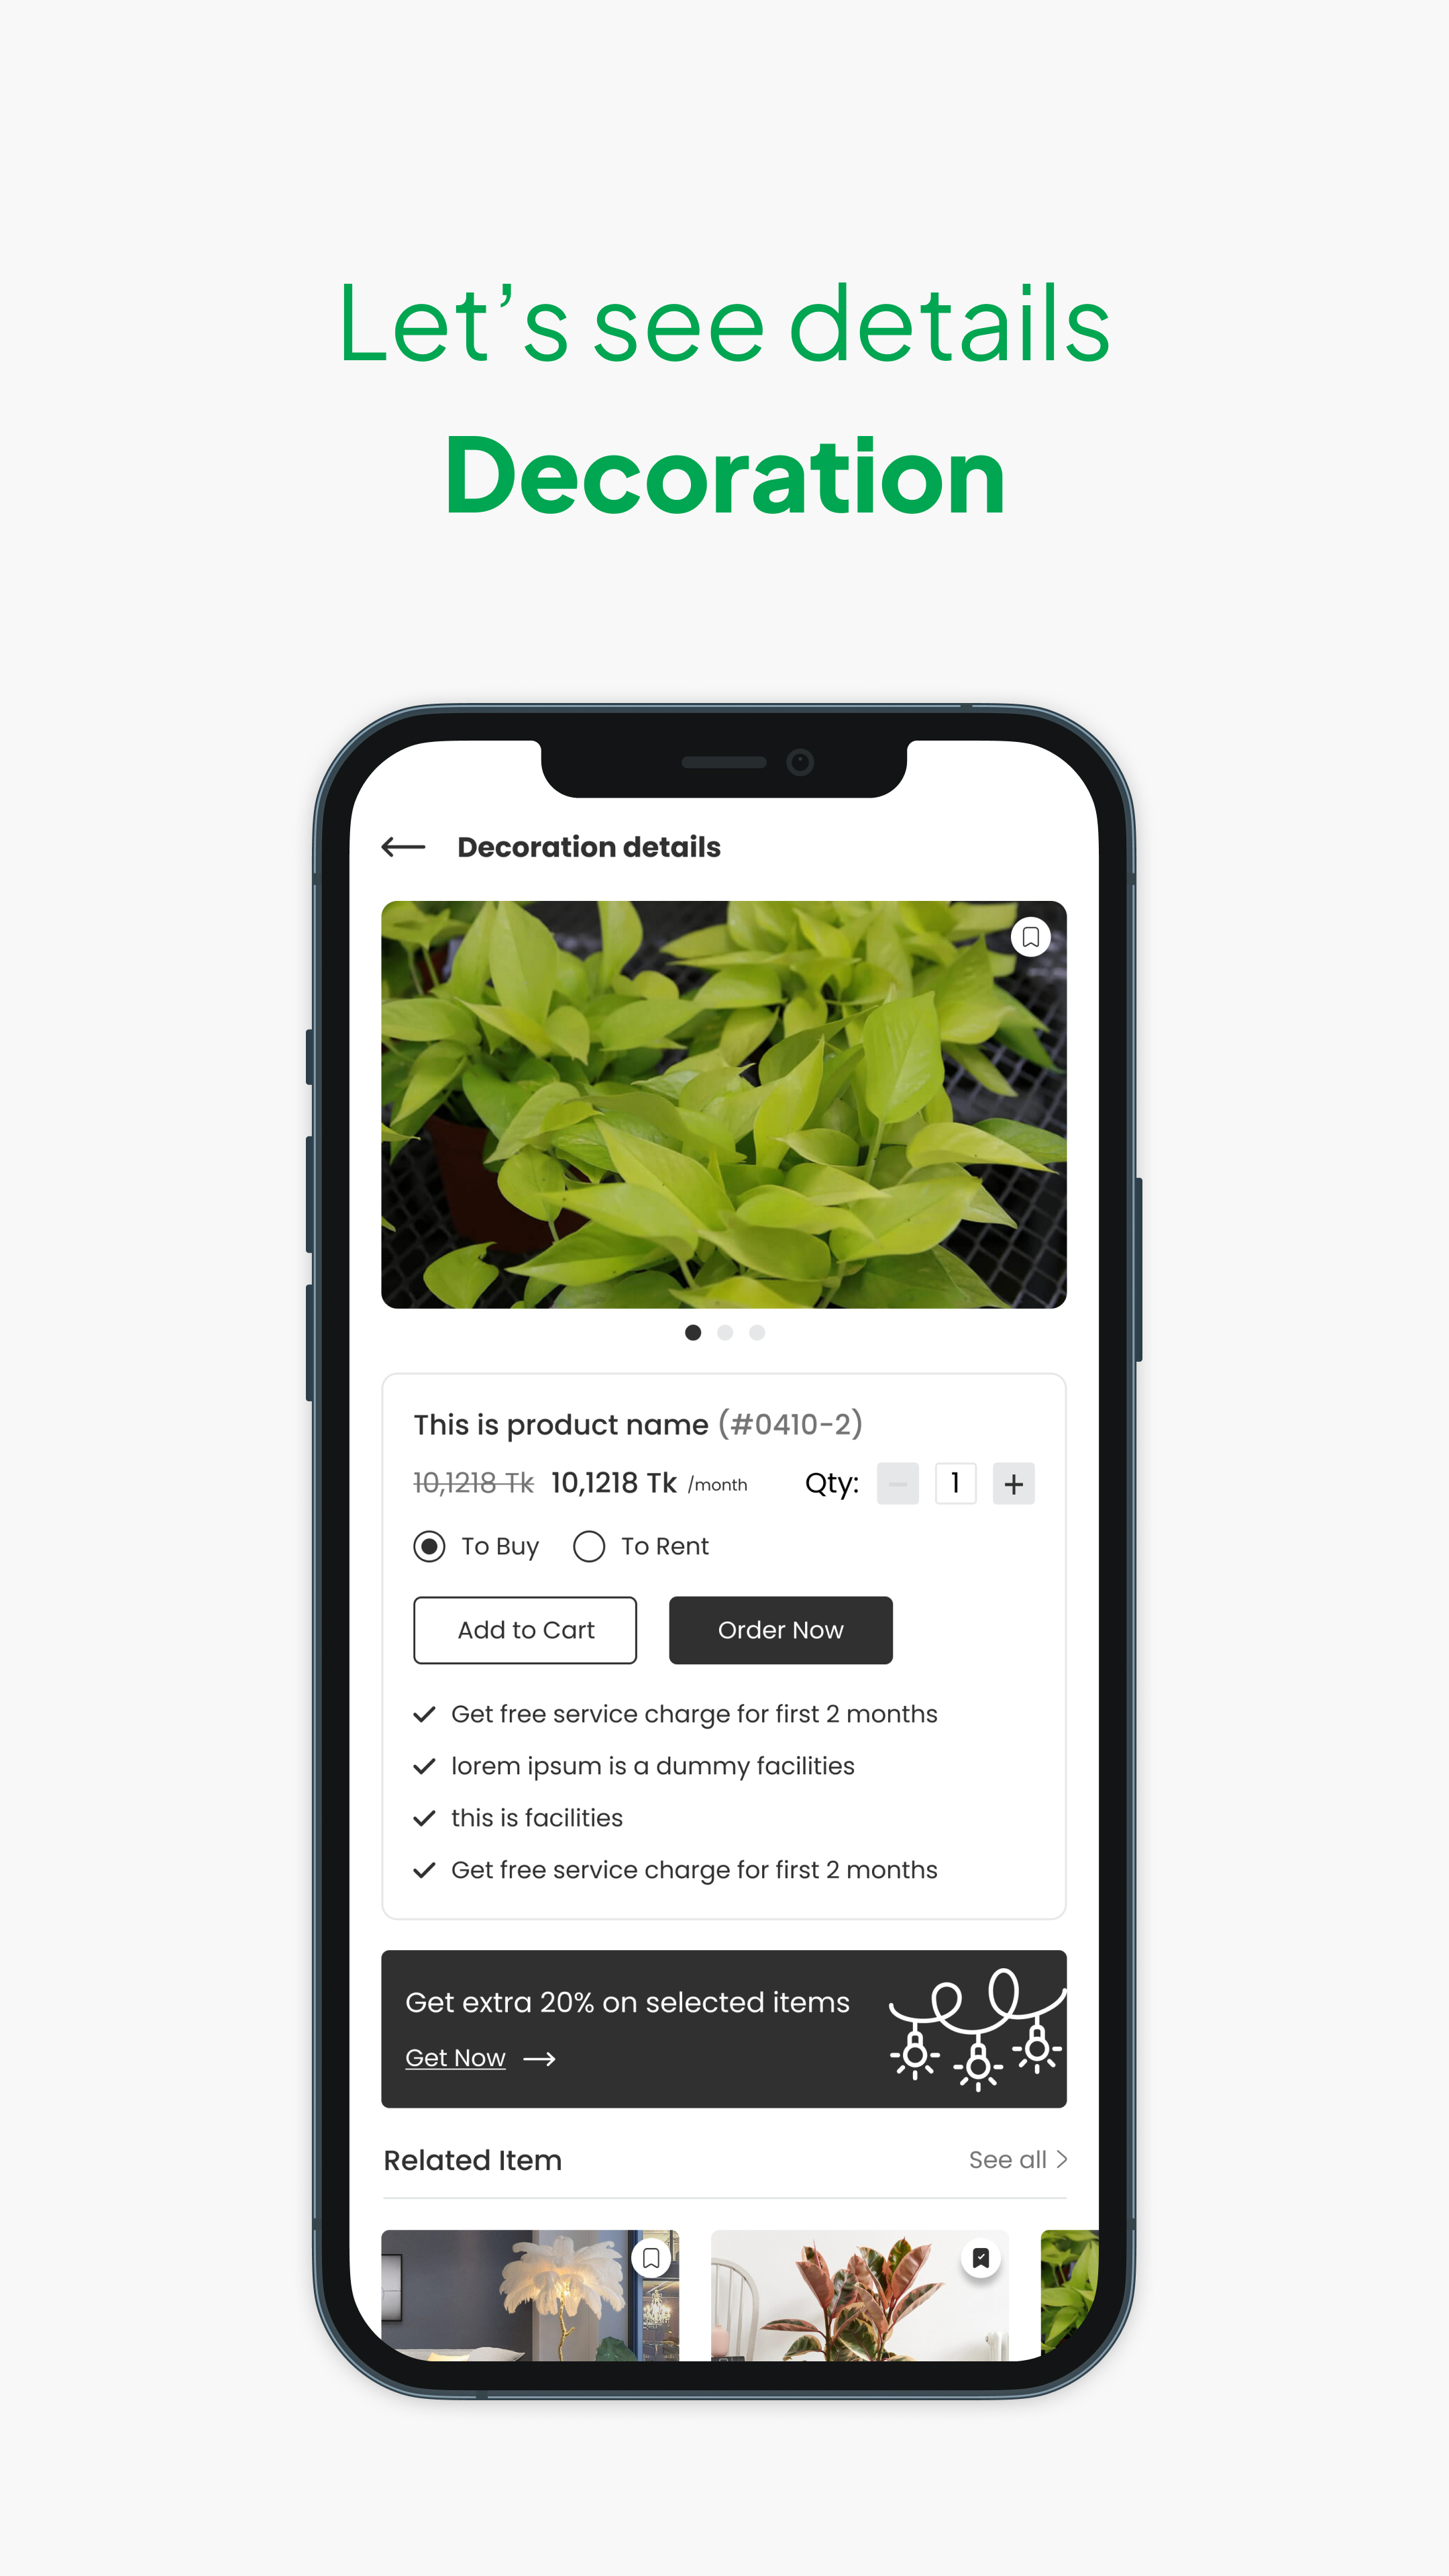 Let’s see details
Decoration
Decoration details
This is product name (#0410-2)
10,1218 Tk 10,1218 Tk /month Qty: 1
To Buy To Rent
Add to Cart Order Now
Get free service charge for first 2 months
lorem ipsum is a dummy facilities
this is facilities
Get free service charge for first 2 months
Get extra 20% on selected items
Get Now
Related Item See all